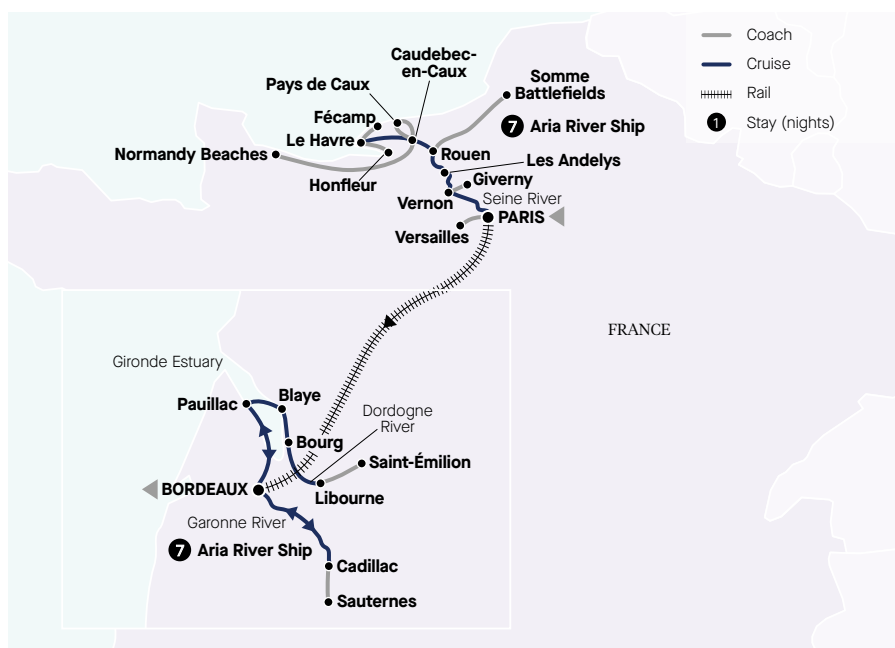 Coach
Cruise
Rail
1 Stay (nights)
Caudebec-
en-Caux
Pays de Caux
Somme
Battlefields
Fécamp
7 Aria River Ship
Le Havre
Normandy Beaches
Rouen
Les Andelys
Honfleur
Giverny
Vernon
Seine River
PARIS
Versailles
FRANCE
Gironde Estuary
Pauillac
Blaye
Dordogne
River
Bourg
Saint-Émilion
BORDEAUX
Libourne
Garonne River
7 Aria River Ship
Cadillac
Sauternes